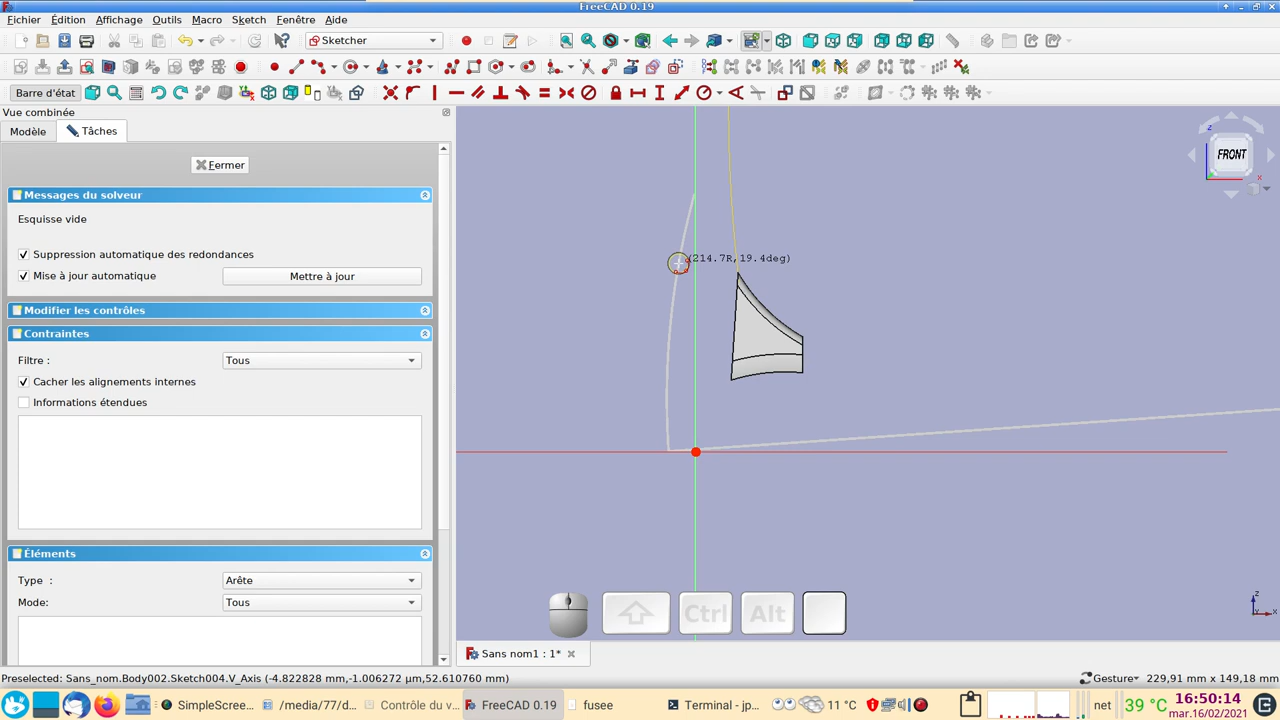 FreeCAD 0.19
Fichier Édition Affichage Outils Macro Sketch Fenêtre Aide
Sketcher
Barre d'état
Vue combinée
Modèle Tâches
Fermer
Messages du solveur
Esquisse vide
Suppression automatique des redondances
Mise à jour automatique Mettre à jour
Modifier les contrôles
Contraintes
Filtre : Tous
Cacher les alignements internes
Informations étendues
Éléments
Type : Arête
Mode: Tous
(214.7R,19.4deg)
FRONT
z
x
z
x
Ctrl Alt
Sans nom1 : 1*
Preselected: Sans_nom.Body002.Sketch004.V_Axis (-4.822828 mm,-1.006272 µm,52.610760 mm) Gesture 229,91 mm x 149,18 mm
SimpleScree... /media/77/d... Contrôle du v... FreeCAD 0.19 fusee Terminal - jp... 11 °C net 39 °C 16:50:14
mar.16/02/2021